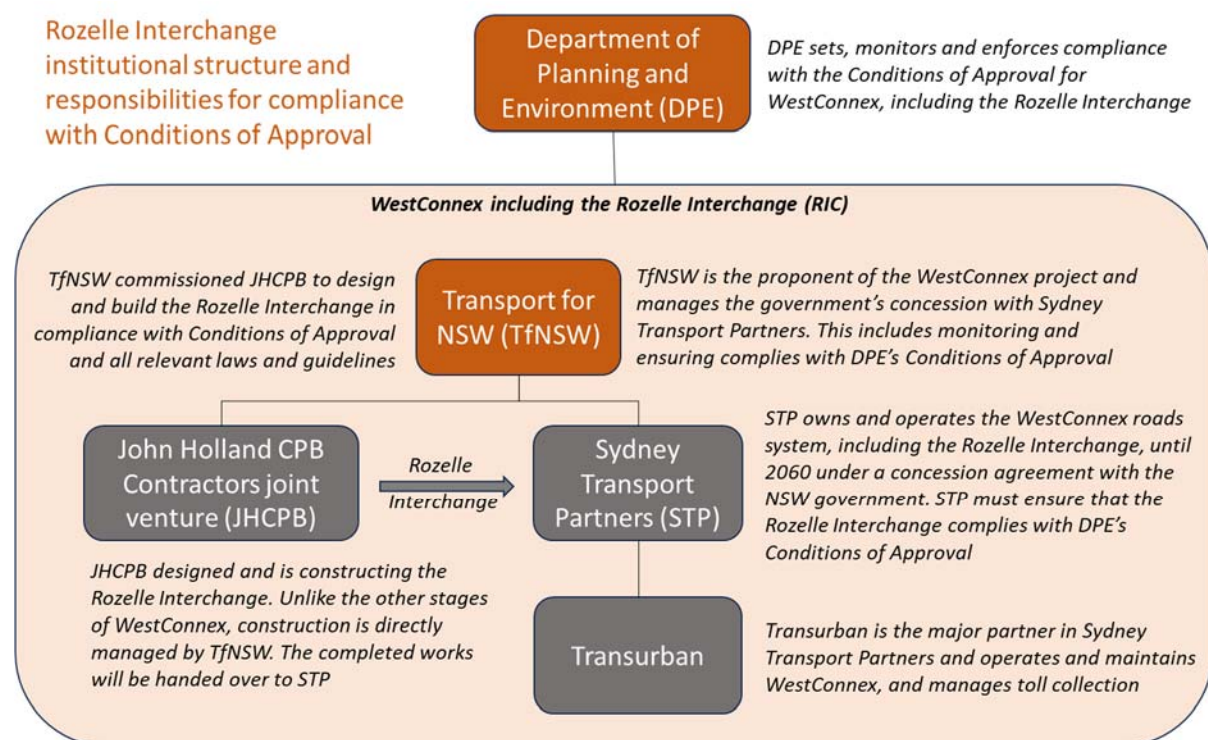 Rozelle Interchange
institutional structure and
responsibilities for compliance
with Conditions of Approval
Department of
Planning and
Environment (DPE)
DPE sets, monitors and enforces compliance
with the Conditions of Approval for
WestConnex, including the Rozelle Interchange
WestConnex including the Rozelle Interchange (RIC)
TfNSW commissioned JHCPB to design
and build the Rozelle Interchange in
compliance with Conditions of Approval
and all relevant laws and guidelines
Transport for
NSW (TfNSW)
TfNSW is the proponent of the WestConnex project and
manages the government's concession with Sydney
Transport Partners. This includes monitoring and
ensuring complies with DPE's Conditions of Approval
John Holland CPB
Contractors joint
venture (JHCPB)
Rozelle
Interchange
Sydney
Transport
Partners (STP)
STP owns and operates the WestConnex roads
system, including the Rozelle Interchange, until
2060 under a concession agreement with the
NSW government. STP must ensure that the
Rozelle Interchange complies with DPE's
Conditions of Approval
JHCPB designed and is constructing the
Rozelle Interchange. Unlike the other stages
of WestConnex, construction is directly
managed by TfNSW. The completed works
will be handed over to STP
Transurban
Transurban is the major partner in Sydney
Transport Partners and operates and maintains
WestConnex, and manages toll collection